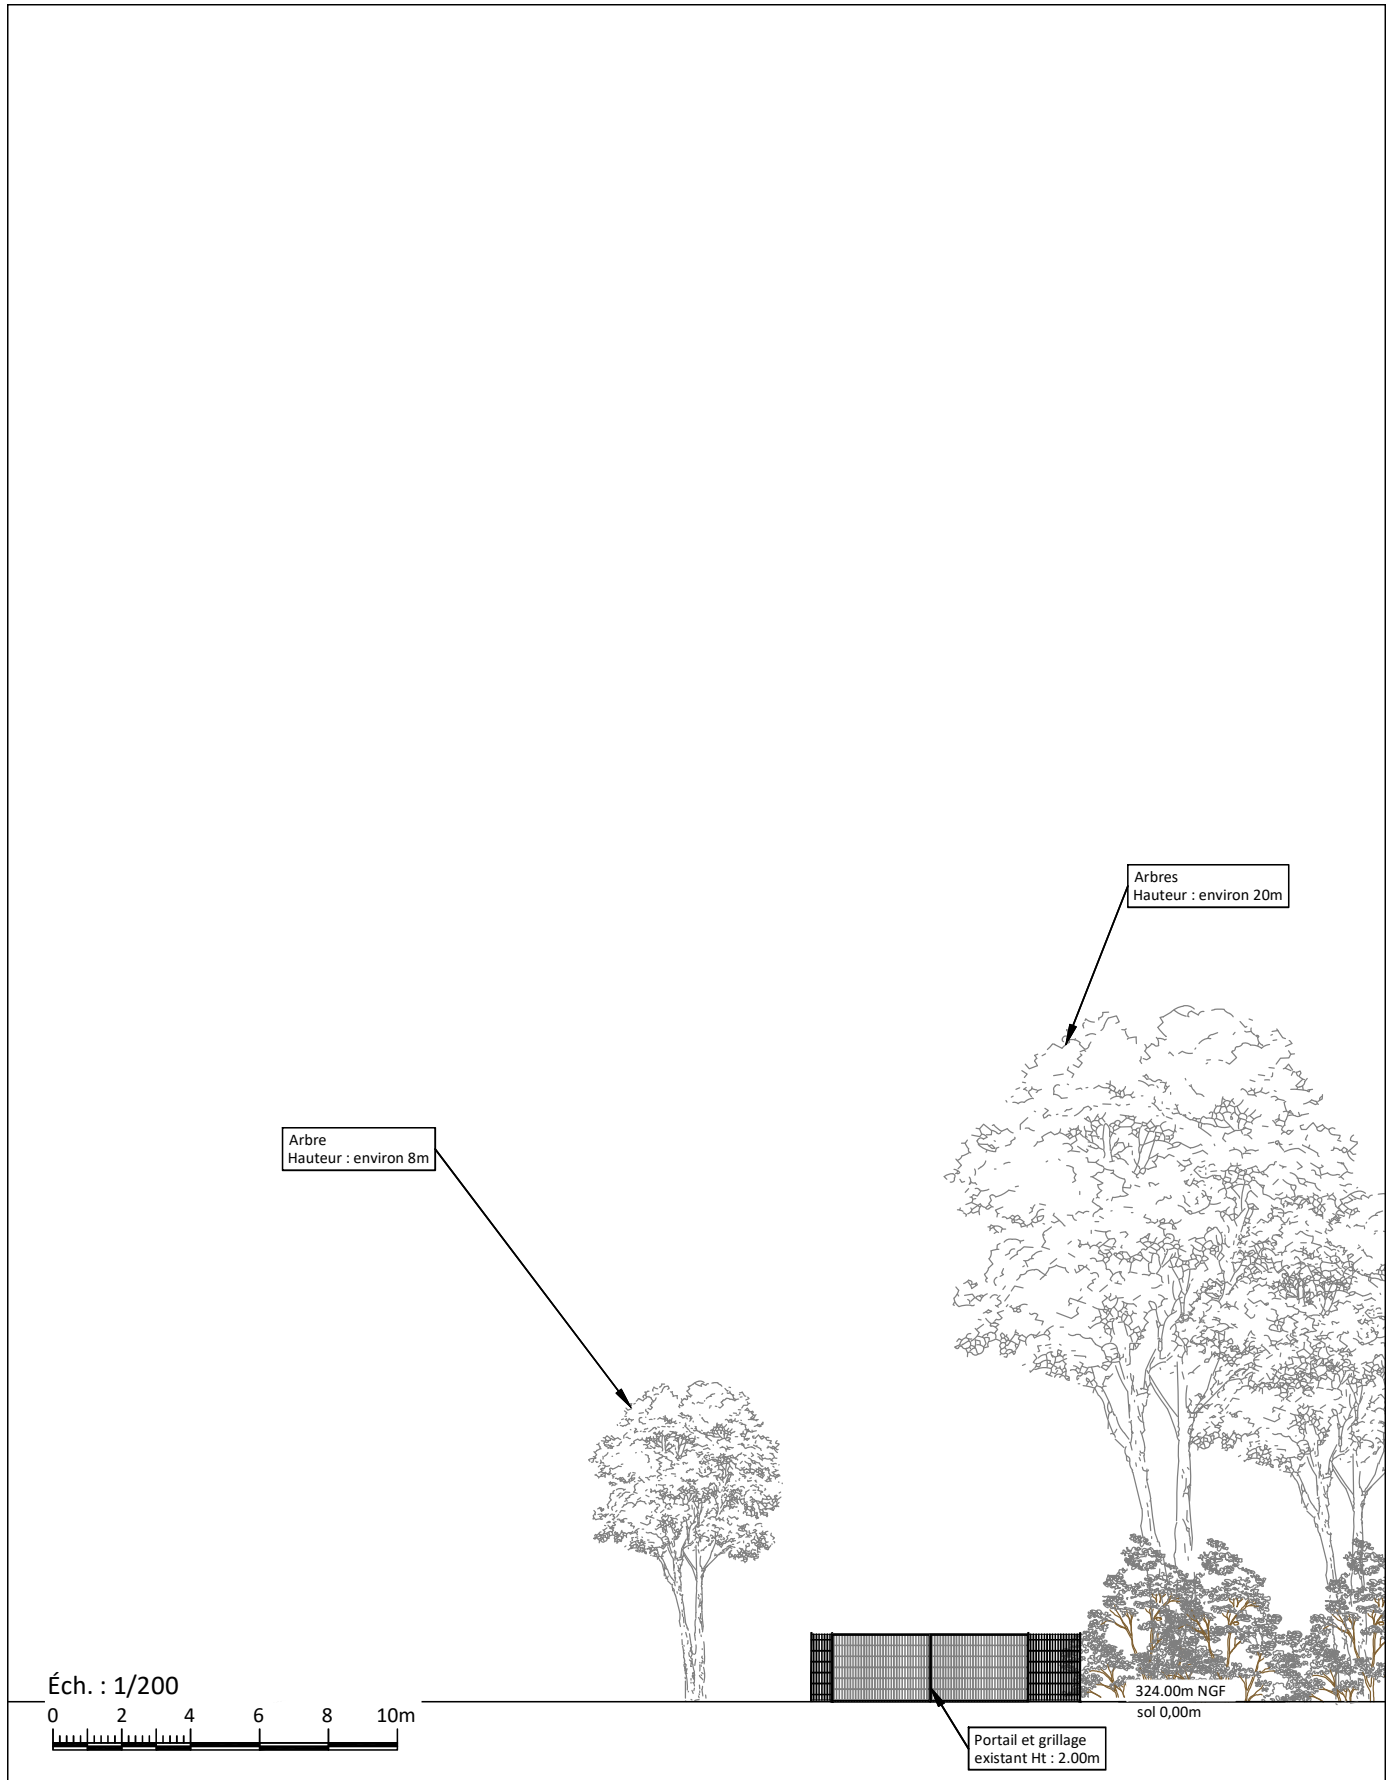 Arbres
Hauteur : environ 20m
Arbre
Hauteur : environ 8m
Éch. : 1/200
0 2 4 6 8 10m
324.00m NGF
sol 0,00m
Portail et grillage
existant Ht : 2.00m